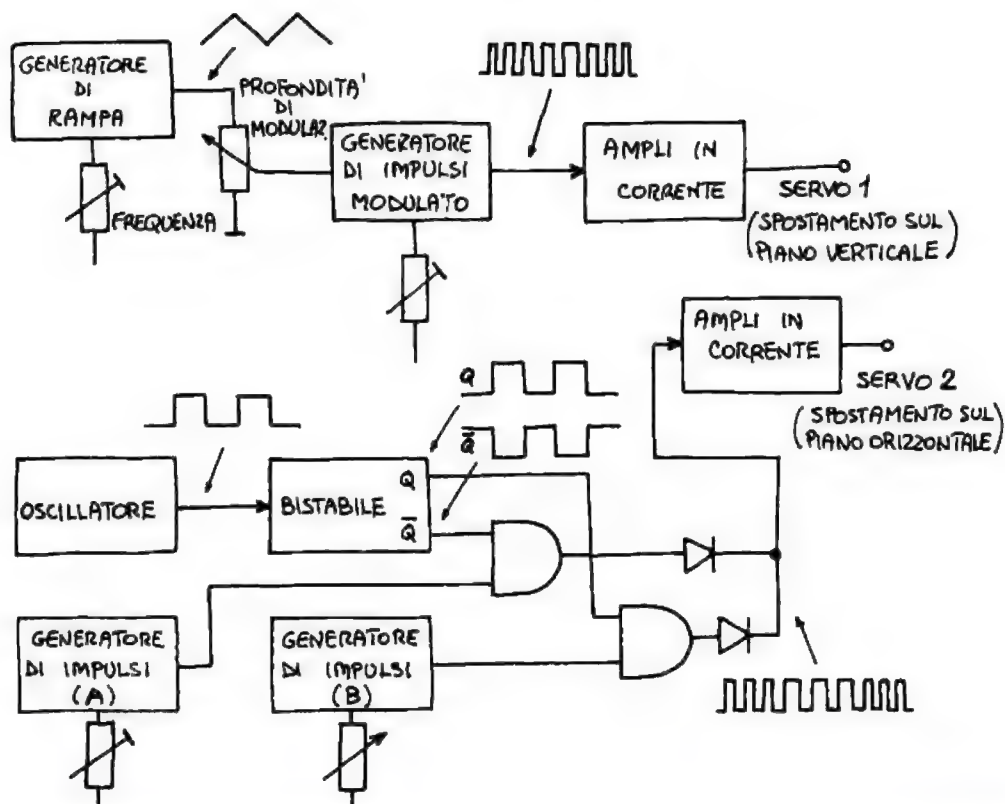 GENERATORE
DI
RAMPA
PROFONDITA'
DI
MODULAZ.
FREQUENZA
GENERATORE
DI IMPULSI
MODULATO
AMPLI IN
CORRENTE
SERVO 1
(SPOSTAMENTO SUL
PIANO VERTICALE)
AMPLI IN
CORRENTE
SERVO 2
(SPOSTAMENTO SUL
PIANO ORIZZONTALE)
Q
Q̅
OSCILLATORE
BISTABILE
Q
Q̅
GENERATORE
DI IMPULSI
(A)
GENERATORE
DI IMPULSI
(B)